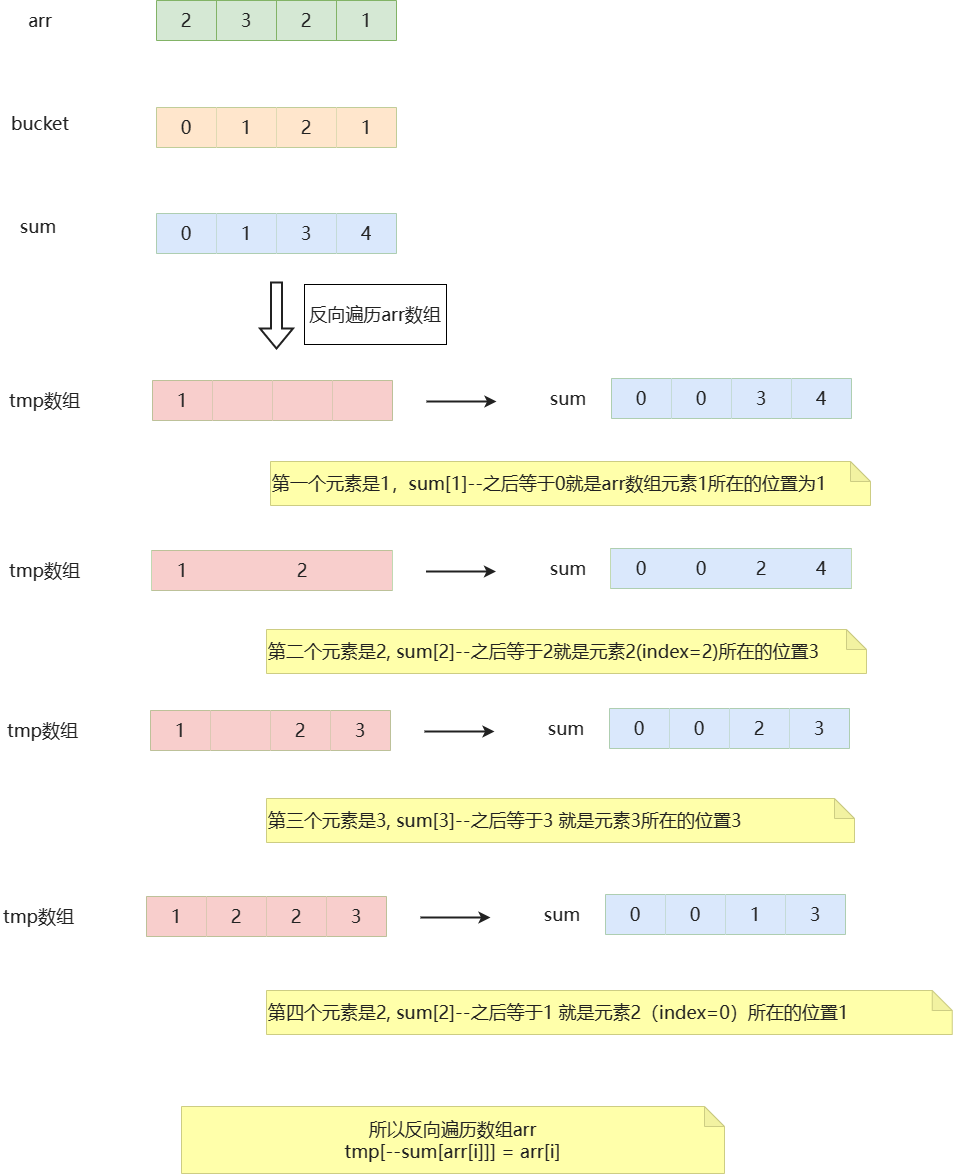 arr 2 3 2 1
bucket 0 1 2 1
sum 0 1 3 4
反向遍历arr数组
tmp数组 1 sum 0 0 3 4
第一个元素是1，sum[1]--之后等于0就是arr数组元素1所在的位置为1
tmp数组 1 2 sum 0 0 2 4
第二个元素是2, sum[2]--之后等于2就是元素2(index=2)所在的位置3
tmp数组 1 2 3 sum 0 0 2 3
第三个元素是3, sum[3]--之后等于3 就是元素3所在的位置3
tmp数组 1 2 2 3 sum 0 0 1 3
第四个元素是2, sum[2]--之后等于1 就是元素2（index=0）所在的位置1
所以反向遍历数组arr
tmp[--sum[arr[i]]] = arr[i]